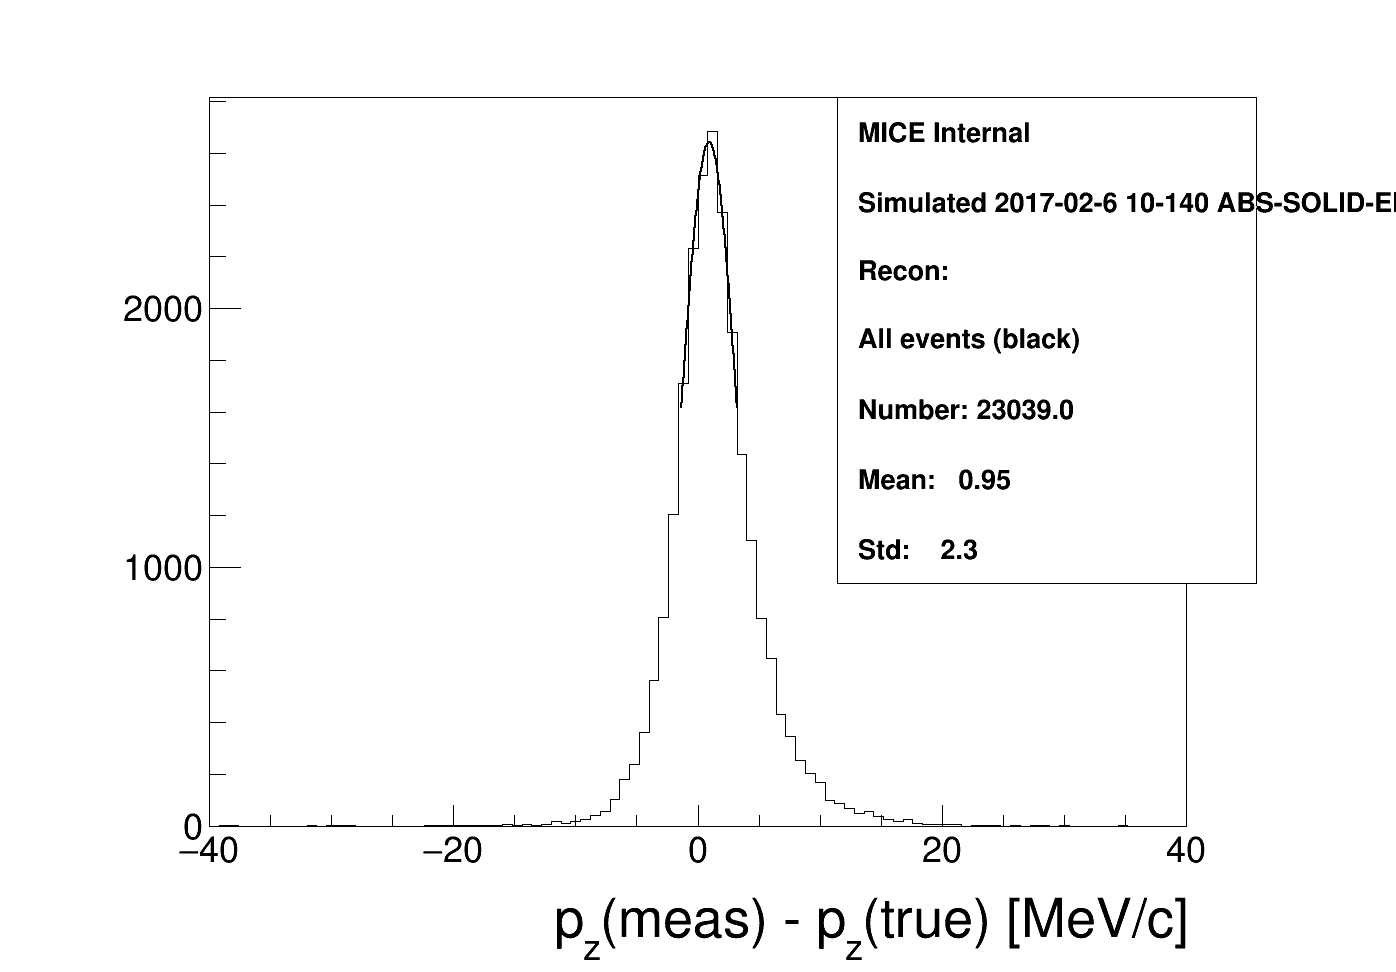 MICE Internal
Simulated 2017-02-6 10-140 ABS-SOLID-E
Recon:
All events (black)
Number: 23039.0
Mean: 0.95
Std: 2.3
2000
1000
0
−40 −20 0 20 40
p_z(meas) - p_z(true) [MeV/c]